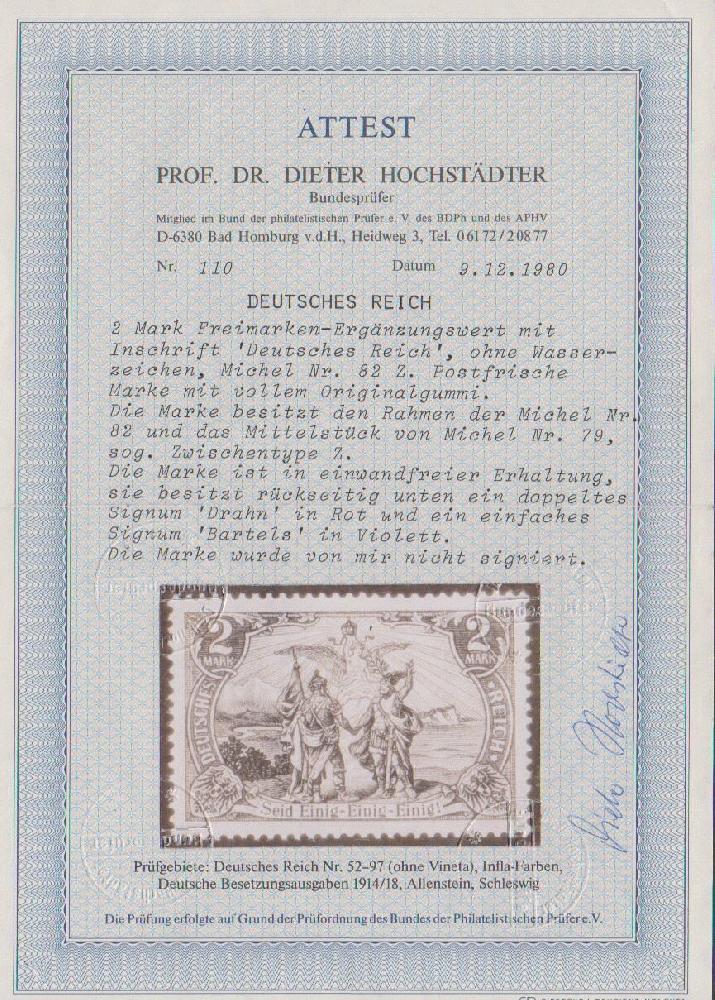 ATTEST
PROF. DR. DIETER HOCHSTÄDTER
Bundesprüfer
Mitglied im Bund der philatelistischen Prüfer e. V. des BDPh und des APHV
D-6380 Bad Homburg v.d.H., Heidweg 3, Tel. 06172/20877
Nr. 110 Datum 9.12.1980
DEUTSCHES REICH
2 Mark Freimarken-Ergänzungswert mit
Inschrift 'Deutsches Reich', ohne Wasser-
zeichen, Michel Nr. 82 Z. Postfrische
Marke mit vollem Originalgummi.
Die Marke besitzt den Rahmen der Michel Nr.
82 und das Mittelstück von Michel Nr. 79,
sog. Zwischentype Z.
Die Marke ist in einwandfreier Erhaltung,
sie besitzt rückseitig unten ein doppeltes
Signum 'Drahn' in Rot und ein einfaches
Signum 'Bartels' in Violett.
Die Marke wurde von mir nicht signiert.
2 MARK
2 MARK
DEUTSCHES
REICH
Seid Einig-Einig-Einig!
Dieter Hochstädter
Prüfgebiete: Deutsches Reich Nr. 52-97 (ohne Vineta), Infla-Farben,
Deutsche Besetzungsausgaben 1914/18, Allenstein, Schleswig
Die Prüfung erfolgte auf Grund der Prüfordnung des Bundes der Philatelistischen Prüfer e.V.